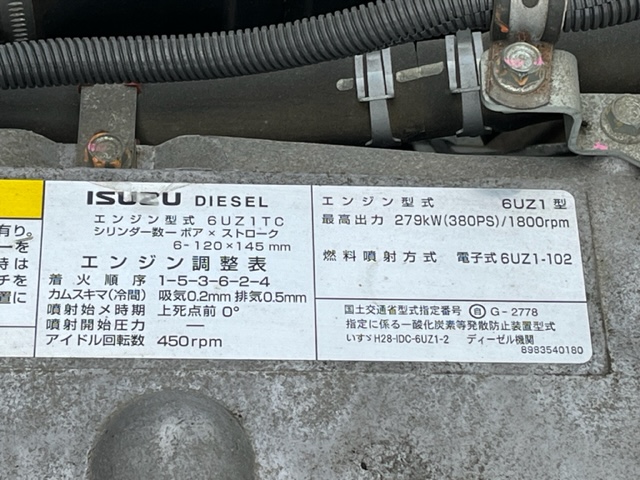 有り。
ーを
時は
チを
置に
ISUZU DIESEL
エンジン型式 6UZ1TC
シリンダー数ー ボア × ストローク
6-120×145mm
エンジン調整表
着火順序 1-5-3-6-2-4
カムスキマ(冷間) 吸気0.2mm 排気0.5mm
噴射始メ時期 上死点前 0°
噴射開始圧力 ―
アイドル回転数 450rpm
エンジン型式 6UZ1型
最高出力 279kW(380PS)/1800rpm
燃料噴射方式 電子式6UZ1-102
国土交通省型式指定番号 自 G-2778
指定に係る一酸化炭素等発散防止装置型式
いすゞH28-IDC-6UZ1-2 ディーゼル機関
8983540180